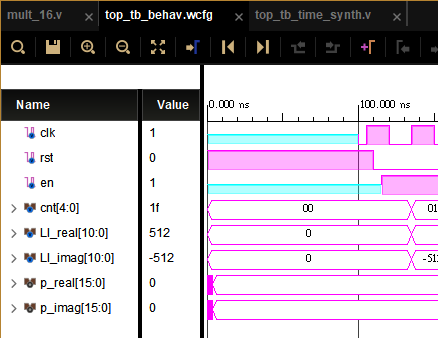 mult_16.v × top_tb_behav.wcfg × top_tb_time_synth.v ×
Name Value 0.000 ns 100.000 ns
clk 1
rst 0
en 1
cnt[4:0] 1f 00 01
LI_real[10:0] 512 0
LI_imag[10:0] -512 0 -51
p_real[15:0] 0
p_imag[15:0] 0